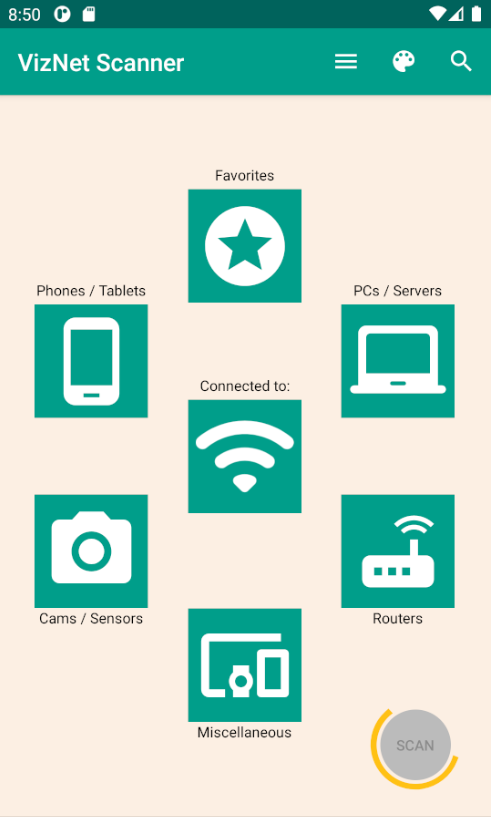 8:50
VizNet Scanner
Favorites
Phones / Tablets
PCs / Servers
Connected to:
Cams / Sensors
Routers
Miscellaneous
SCAN